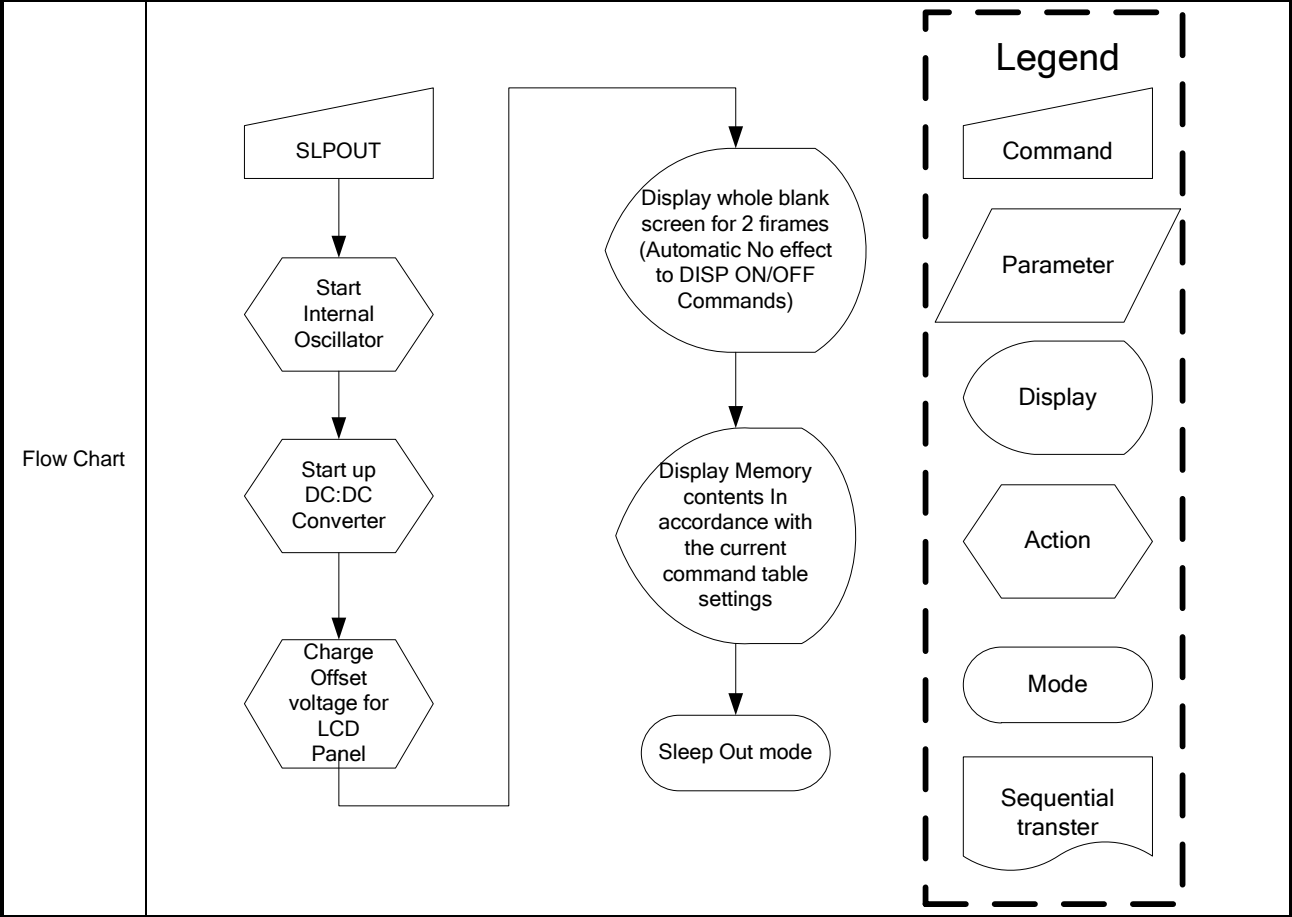 Flow Chart
SLPOUT
Start
Internal
Oscillator
Start up
DC:DC
Converter
Charge
Offset
voltage for
LCD
Panel
Display whole blank
screen for 2 firames
(Automatic No effect
to DISP ON/OFF
Commands)
Display Memory
contents In
accordance with
the current
command table
settings
Sleep Out mode
Legend
Command
Parameter
Display
Action
Mode
Sequential
transter